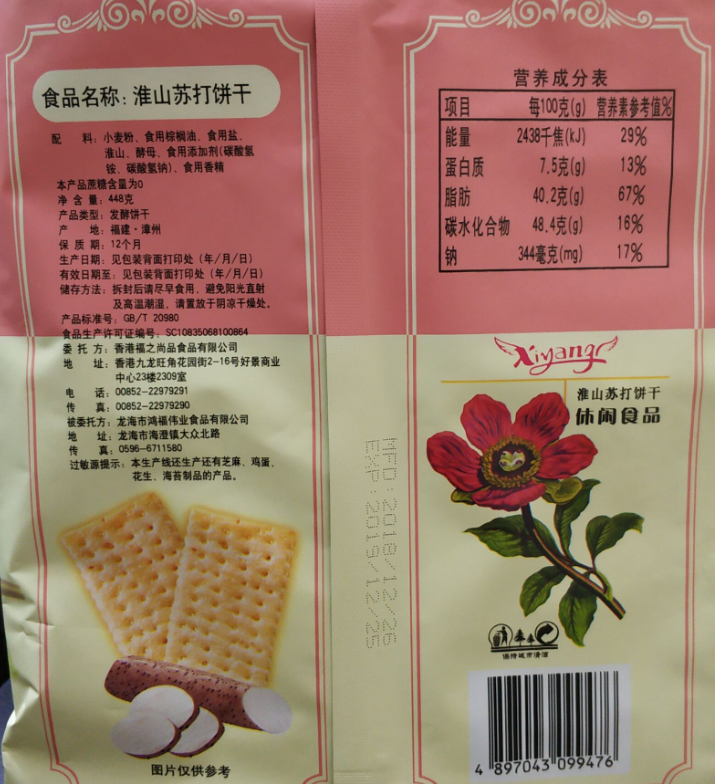 食品名称：淮山苏打饼干
配 料：小麦粉、食用棕榈油、食用盐、
淮山、酵母、食用添加剂(碳酸氢
铵、碳酸氢钠)、食用香精
本产品蔗糖含量为0
净 含 量：448克
产品类型：发酵饼干
产 地：福建·漳州
保 质 期：12个月
生产日期：见包装背面打印处（年/月/日）
有效日期至：见包装背面打印处（年/月/日）
储存方法：拆封后请尽早食用，避免阳光直射
及高温潮湿，请置放于阴凉干燥处。
产品标准号：GB/T 20980
食品生产许可证编号：SC10835068100864
委 托 方：香港福之尚品食品有限公司
地 址：香港九龙旺角花园街2-16号好景商业
中心23楼2309室
电 话：00852-22979291
传 真：00852-22979290
被委托方：龙海市鸿福伟业食品有限公司
地 址：龙海市海澄镇大众北路
传 真：0596-6711580
过敏源提示：本生产线还生产还有芝麻、鸡蛋、
花生、海苔制品的产品。
图片仅供参考
MFD:2018/12/26
EXP:2019/12/25
营养成分表
项目 每100克(g) 营养素参考值%
能量 2438千焦(kJ) 29%
蛋白质 7.5克(g) 13%
脂肪 40.2克(g) 67%
碳水化合物 48.4克(g) 16%
钠 344毫克(mg) 17%
Xiyangr
淮山苏打饼干
休闲食品
保持城市清洁
4 897043 099476